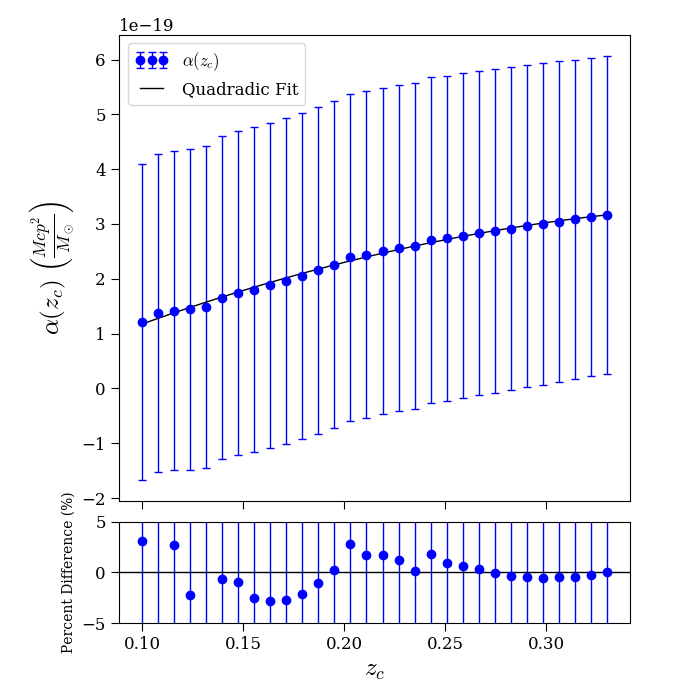 1e−19
α(z_c)
Quadradic Fit
6
5
4
3
2
1
0
−1
−2
α(z_c) (Mcp²/M⊙)
5
0
−5
Percent Difference (%)
0.10 0.15 0.20 0.25 0.30
z_c